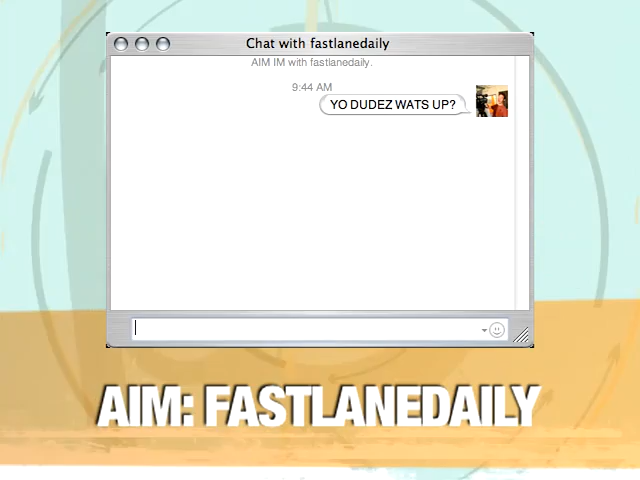 Chat with fastlanedaily
AIM IM with fastlanedaily.
9:44 AM
YO DUDEZ WATS UP?
AIM: FASTLANEDAILY